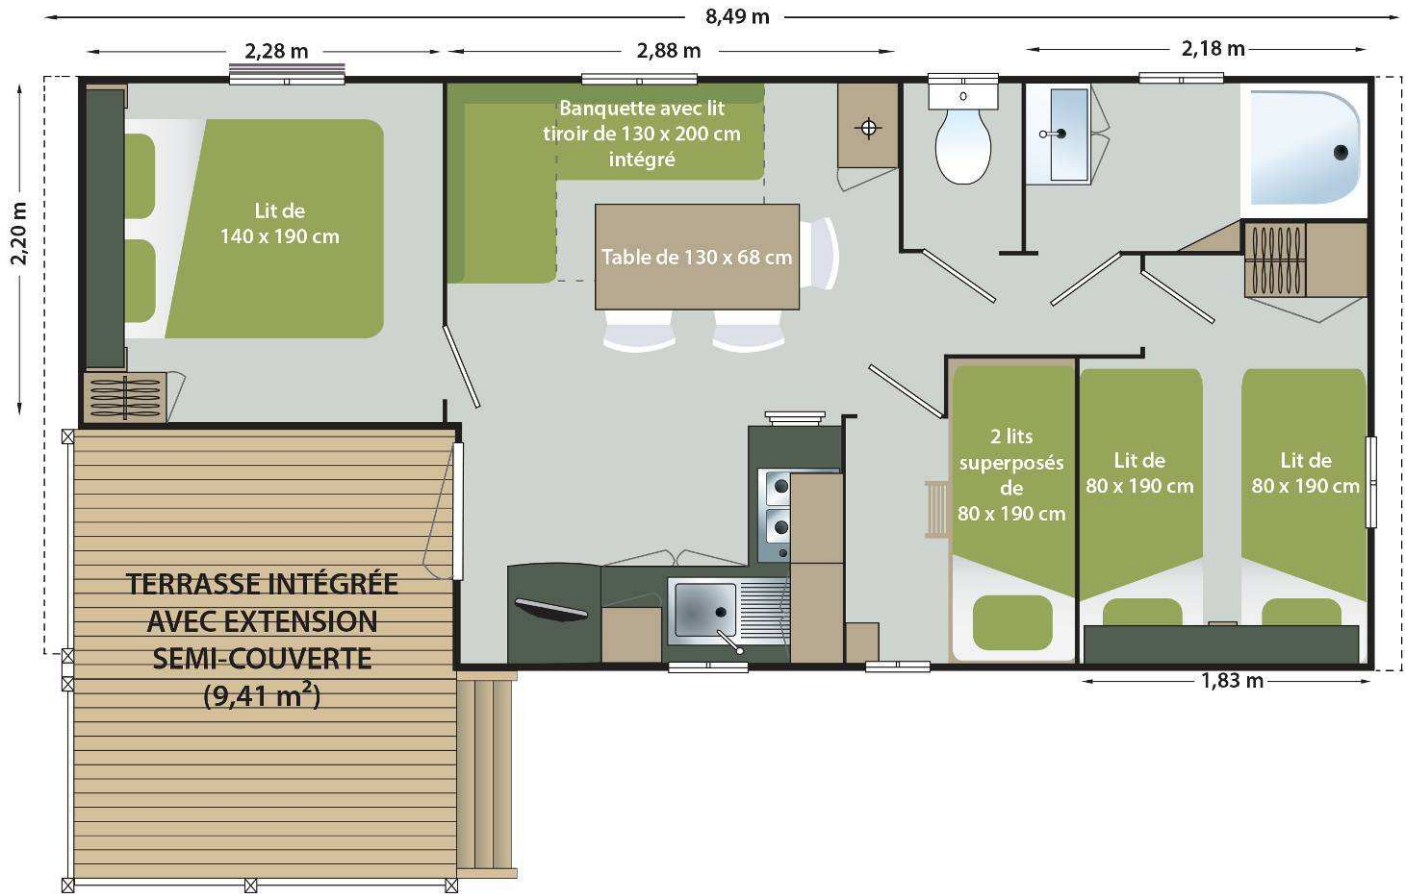 8,49 m
2,28 m
2,88 m
2,18 m
2,20 m
Banquette avec lit
tiroir de 130 x 200 cm
intégré
Lit de
140 x 190 cm
Table de 130 x 68 cm
2 lits
superposés
de
80 x 190 cm
Lit de
80 x 190 cm
Lit de
80 x 190 cm
TERRASSE INTÉGRÉE
AVEC EXTENSION
SEMI-COUVERTE
(9,41 m²)
1,83 m